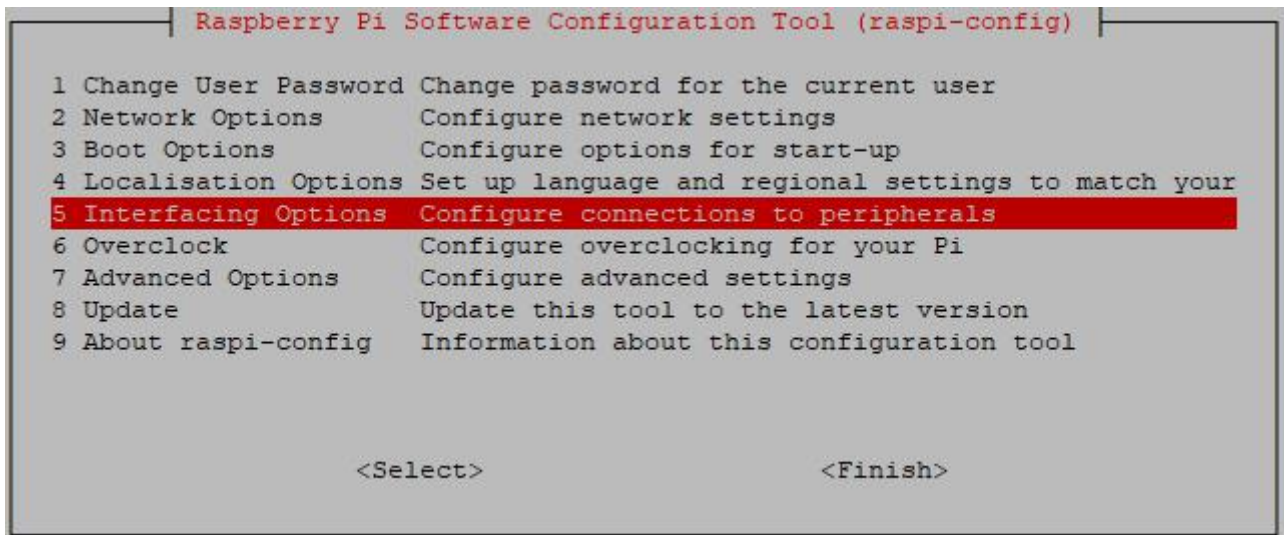 Raspberry Pi Software Configuration Tool (raspi-config)
1 Change User Password Change password for the current user
2 Network Options Configure network settings
3 Boot Options Configure options for start-up
4 Localisation Options Set up language and regional settings to match your
5 Interfacing Options Configure connections to peripherals
6 Overclock Configure overclocking for your Pi
7 Advanced Options Configure advanced settings
8 Update Update this tool to the latest version
9 About raspi-config Information about this configuration tool
<Select> <Finish>